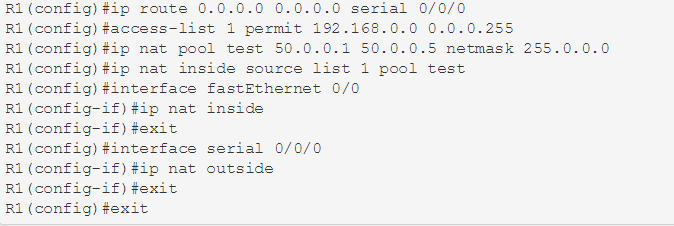 R1(config)#ip route 0.0.0.0 0.0.0.0 serial 0/0/0
R1(config)#access-list 1 permit 192.168.0.0 0.0.0.255
R1(config)#ip nat pool test 50.0.0.1 50.0.0.5 netmask 255.0.0.0
R1(config)#ip nat inside source list 1 pool test
R1(config)#interface fastEthernet 0/0
R1(config-if)#ip nat inside
R1(config-if)#exit
R1(config)#interface serial 0/0/0
R1(config-if)#ip nat outside
R1(config-if)#exit
R1(config)#exit